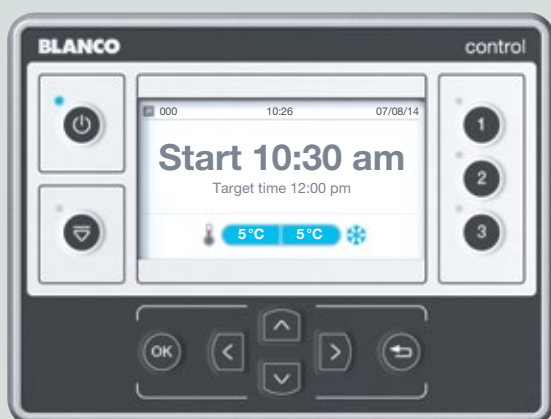 BLANCO control
P 000 10:26 07/08/14
Start 10:30 am
Target time 12:00 pm
5°C 5°C
1
2
3
OK